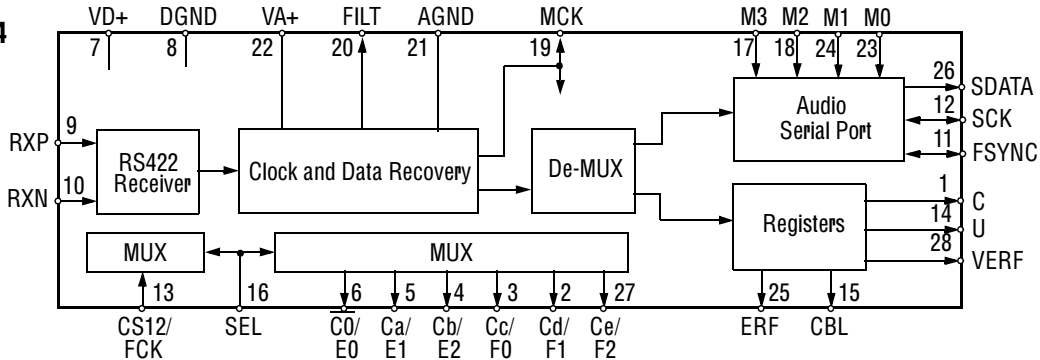 4
VD+ DGND VA+ FILT AGND MCK M3 M2 M1 M0
7 8 22 20 21 19 17 18 24 23
26 SDATA
12 SCK
11 FSYNC
Audio
Serial Port
9
RXP
10
RXN
RS422
Receiver
Clock and Data Recovery
De-MUX
Registers
1 C
14 U
28 VERF
MUX MUX
13 16 6 5 4 3 2 27 25 15
CS12/ SEL C0/ Ca/ Cb/ Cc/ Cd/ Ce/ ERF CBL
FCK E0 E1 E2 F0 F1 F2